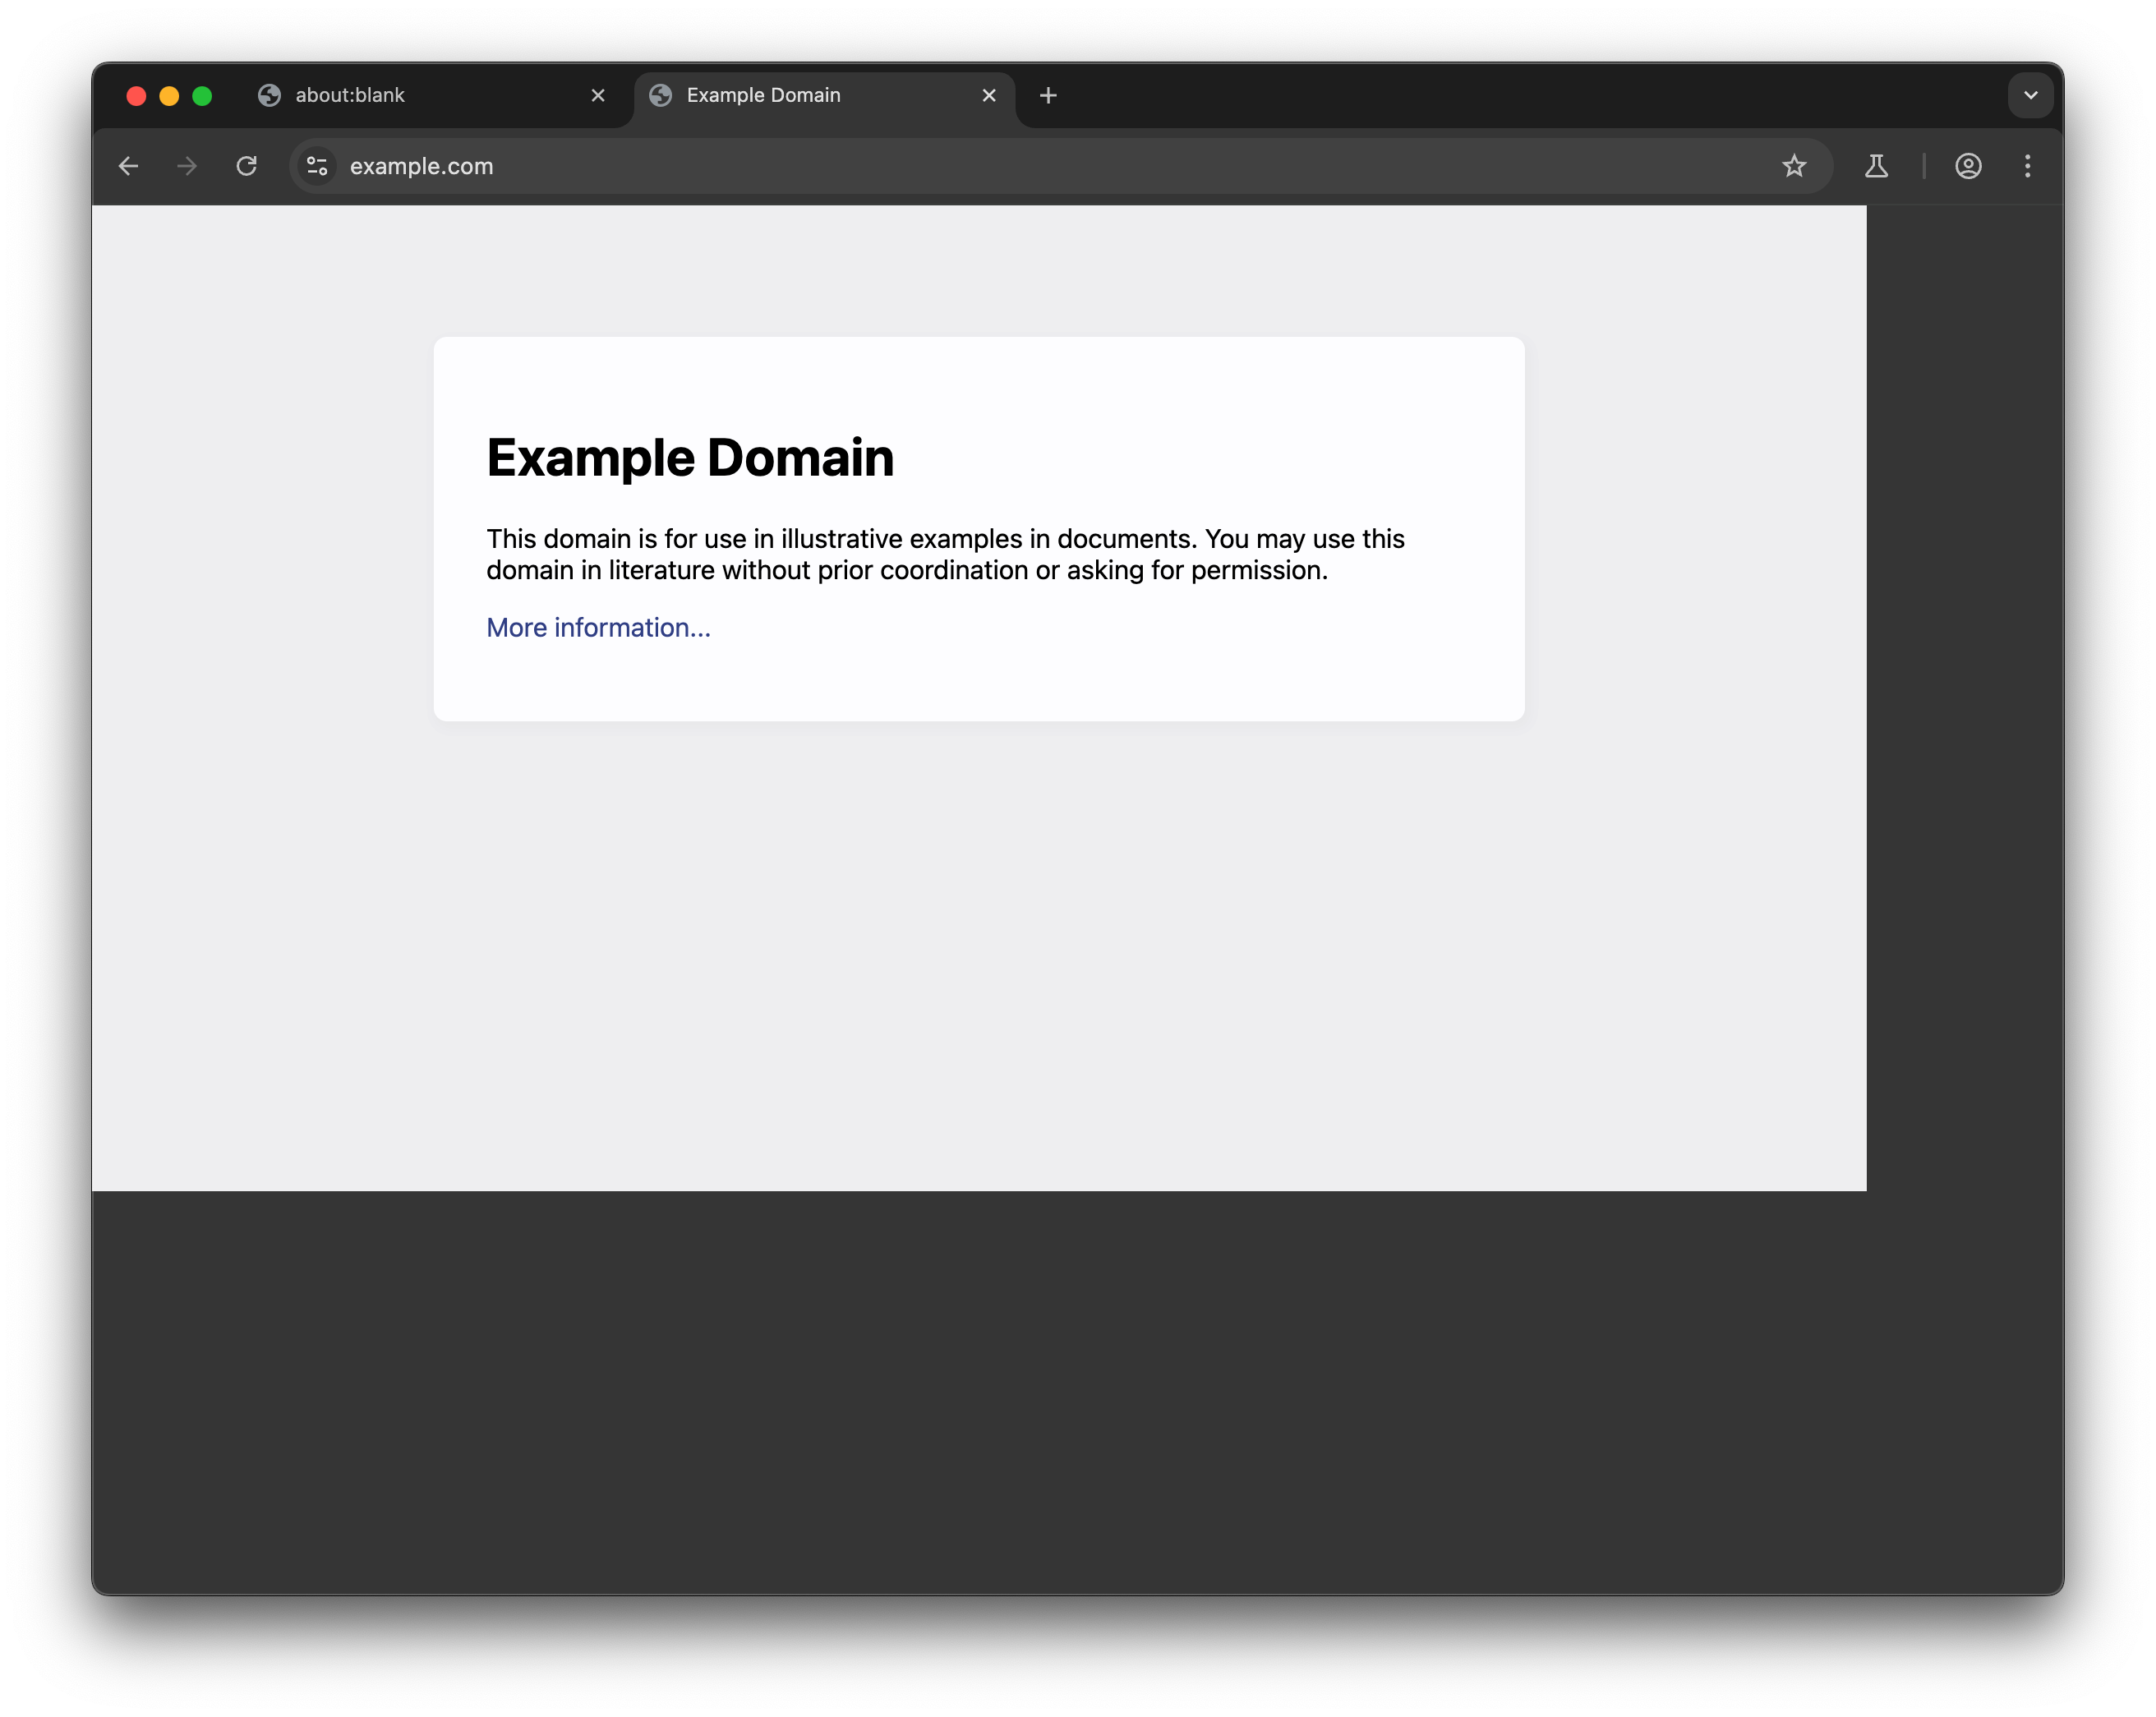 about:blank
Example Domain
example.com
Example Domain
This domain is for use in illustrative examples in documents. You may use this
domain in literature without prior coordination or asking for permission.
More information...